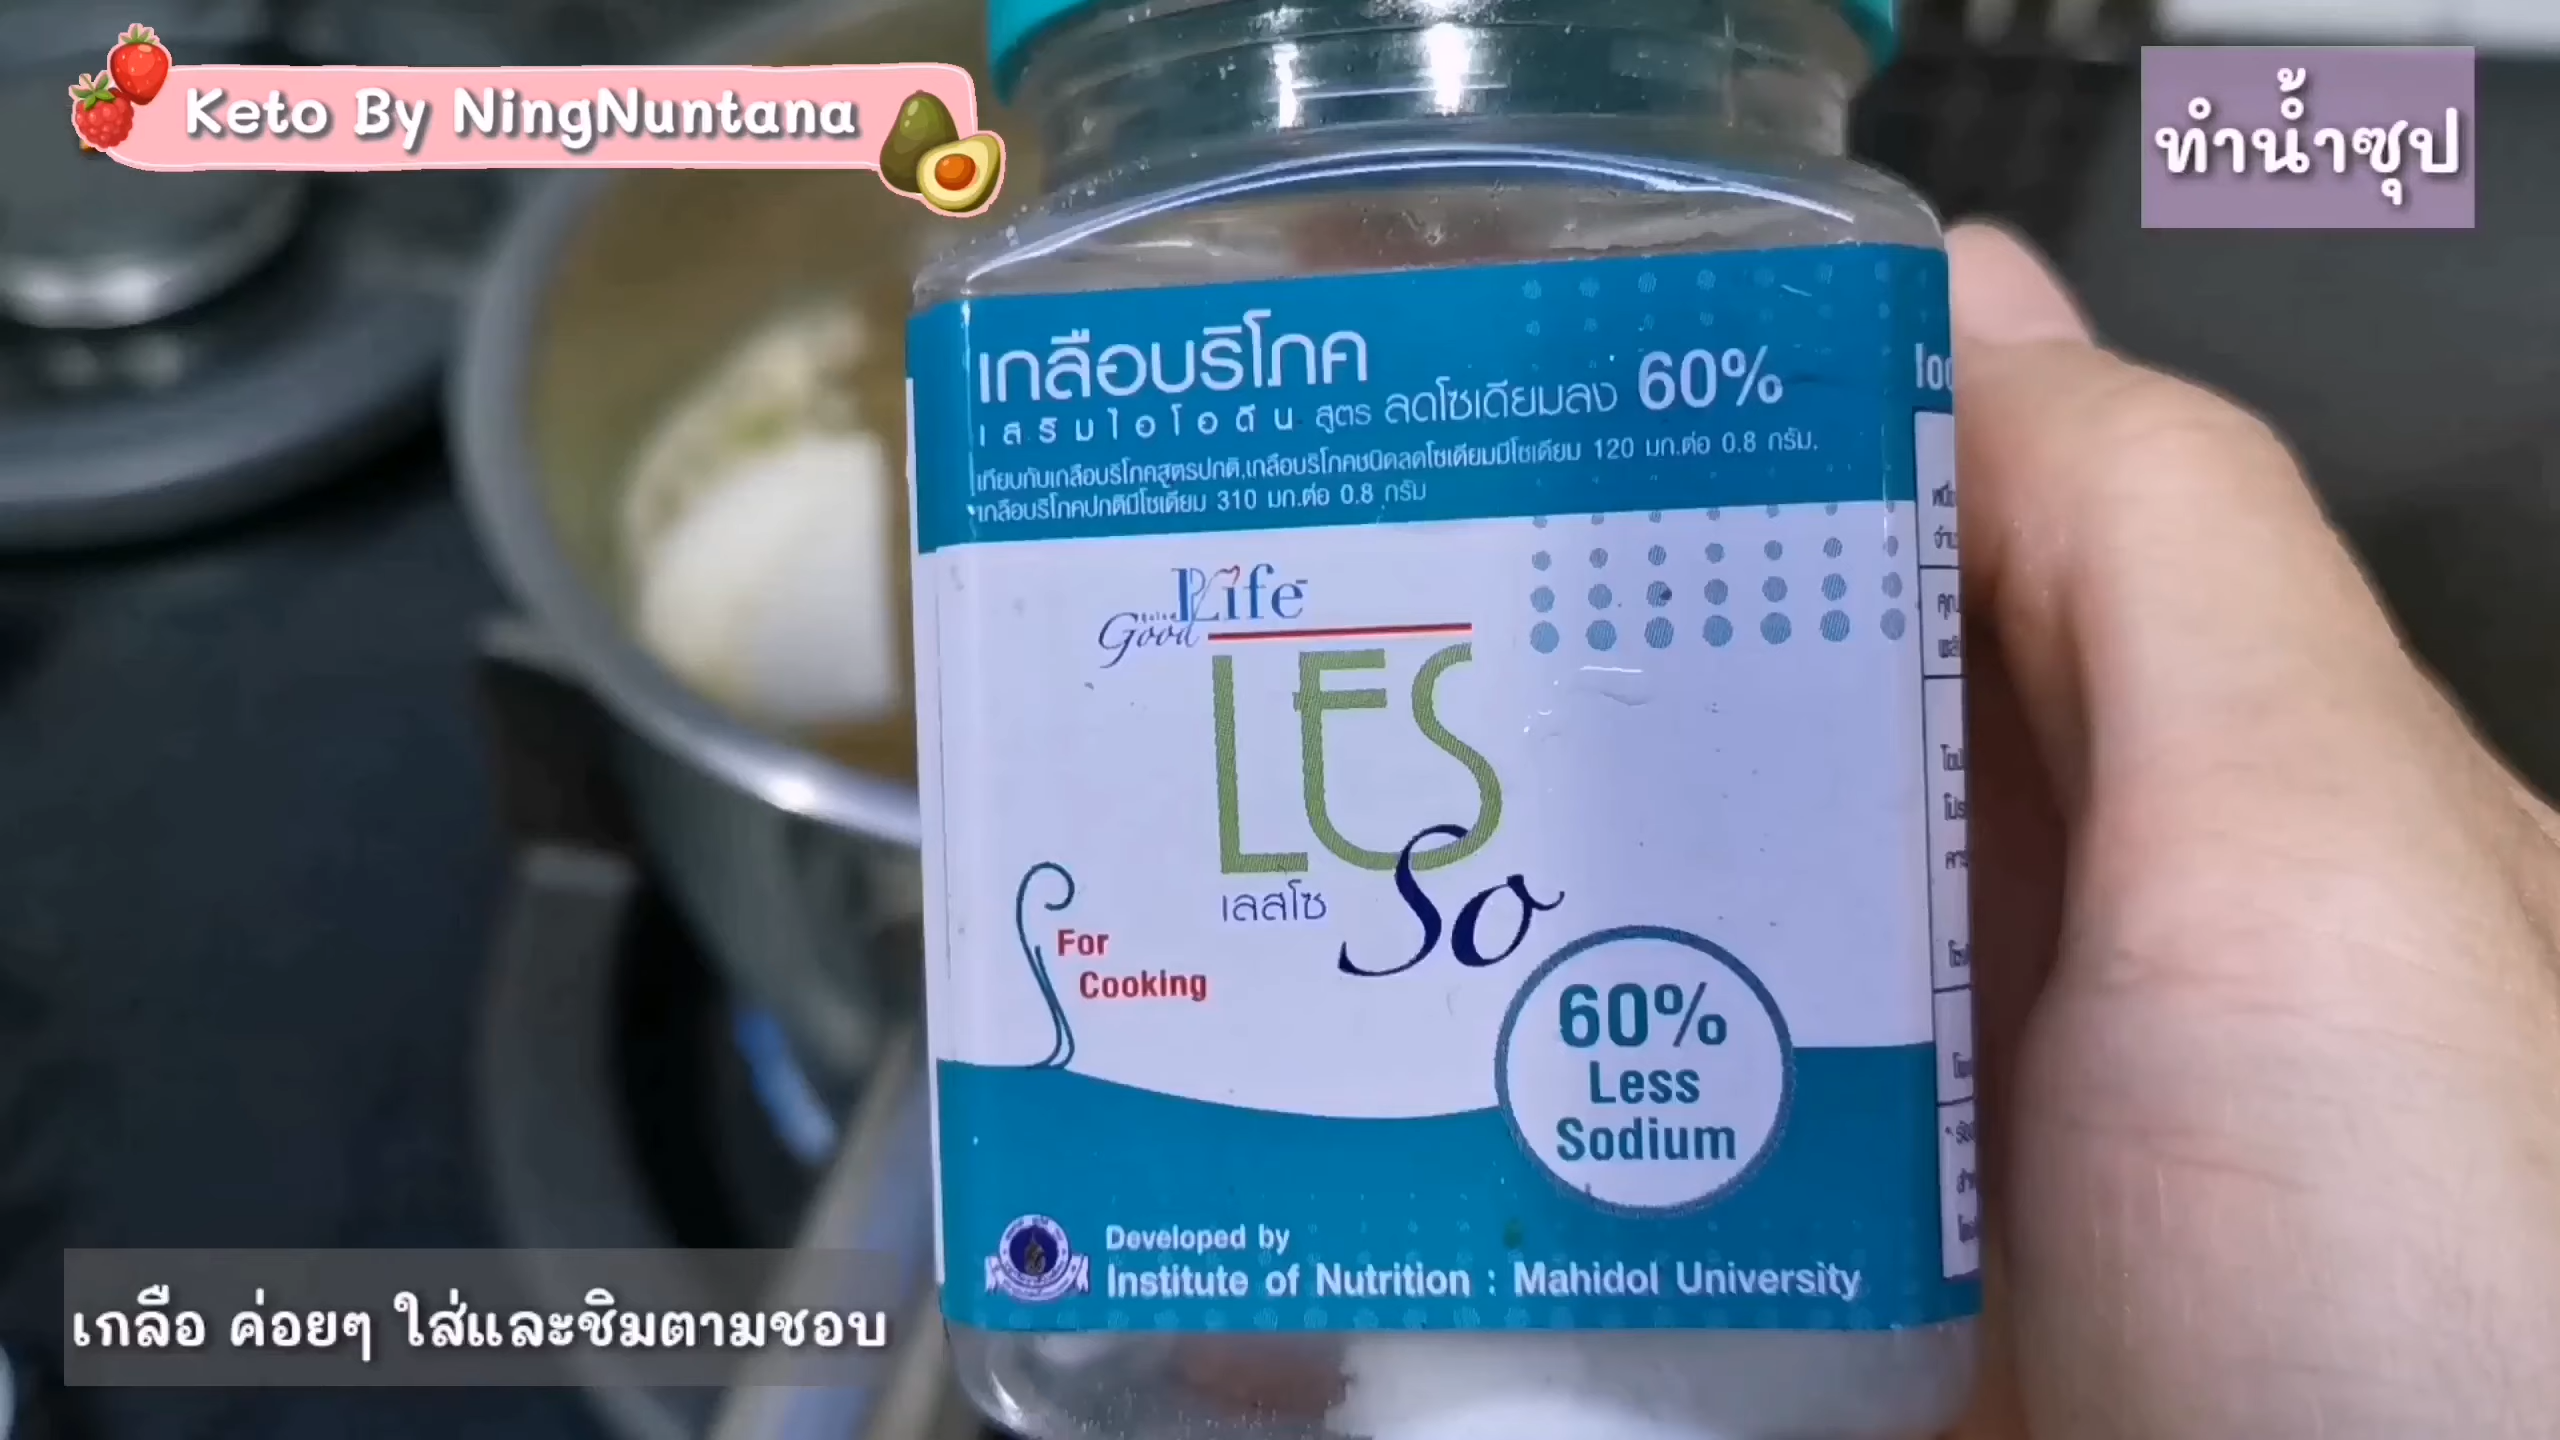 Keto By NingNuntana
ทำน้ำซุป
เกลือบริโภค
เสริมไอโอดีน สูตร ลดโซเดียมลง 60%
เทียบกับเกลือบริโภคสูตรปกติ,เกลือบริโภคชนิดลดโซเดียมมีโซเดียม 120 มก.ต่อ 0.8 กรัม.
เกลือบริโภคปกติมีโซเดียม 310 มก.ต่อ 0.8 กรัม
Life
Good
LES
So
เลสโซ
For
Cooking
60%
Less
Sodium
Developed by
Institute of Nutrition : Mahidol University
เกลือ ค่อยๆ ใส่และชิมตามชอบ